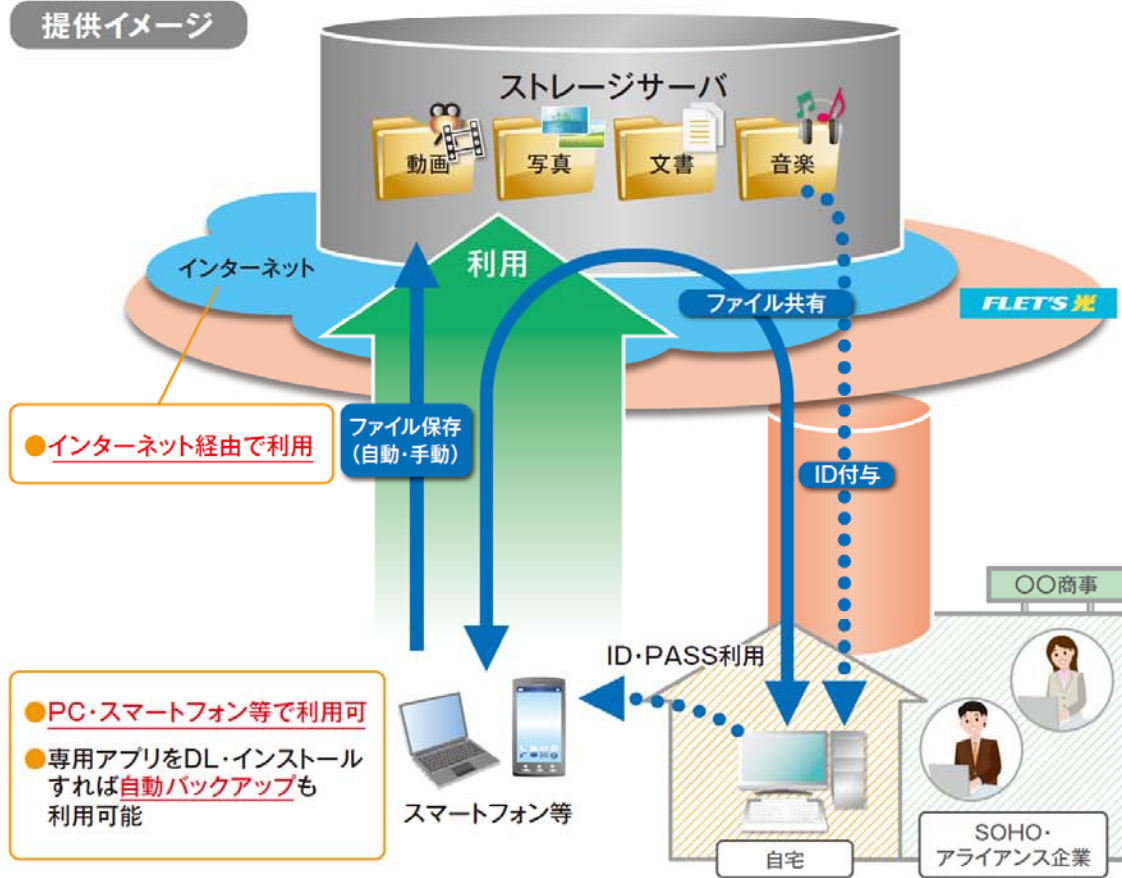 提供イメージ
ストレージサーバ
動画
写真
文書
音楽
インターネット
利用
ファイル共有
FLET'S光
●インターネット経由で利用
ファイル保存
(自動・手動)
ID付与
〇〇商事
ID・PASS利用
●PC・スマートフォン等で利用可
●専用アプリをDL・インストール
すれば自動バックアップも
利用可能
スマートフォン等
自宅
SOHO・
アライアンス企業